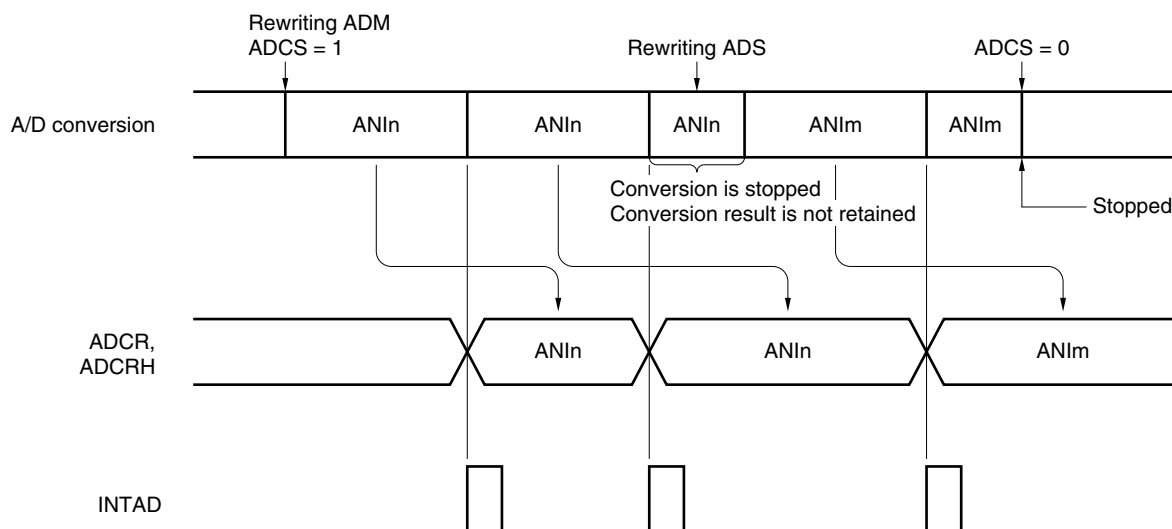 Rewriting ADM
ADCS = 1
Rewriting ADS
ADCS = 0
A/D conversion
ANIn
ANIn
ANIn
ANIm
ANIm
Conversion is stopped
Conversion result is not retained
Stopped
ADCR,
ADCRH
ANIn
ANIn
ANIm
INTAD